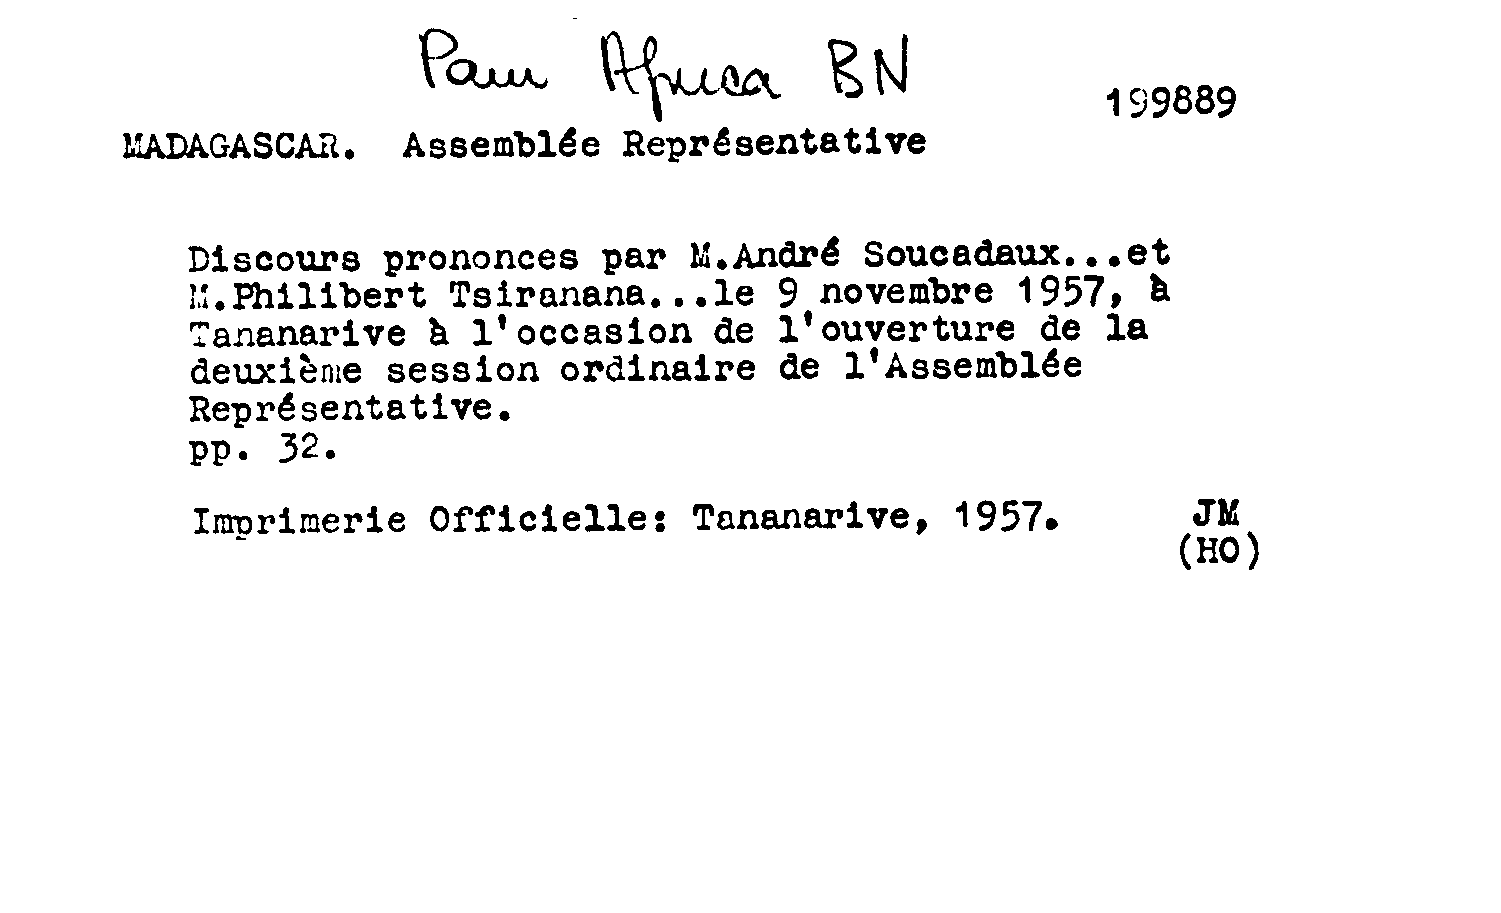 Pam Africa BN
199889
MADAGASCAR. Assemblée Représentative
Discours prononces par M.André Soucadaux...et
M.Philibert Tsiranana...le 9 novembre 1957, à
Tananarive à l'occasion de l'ouverture de la
deuxième session ordinaire de l'Assemblée
Représentative.
pp. 32.
Imprimerie Officielle: Tananarive, 1957.
JM
(HO)